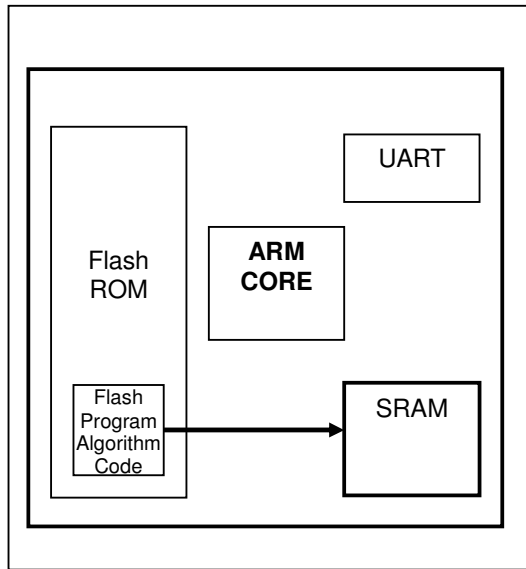 UART
ARM
CORE
Flash
ROM
Flash
Program
Algorithm
Code
SRAM